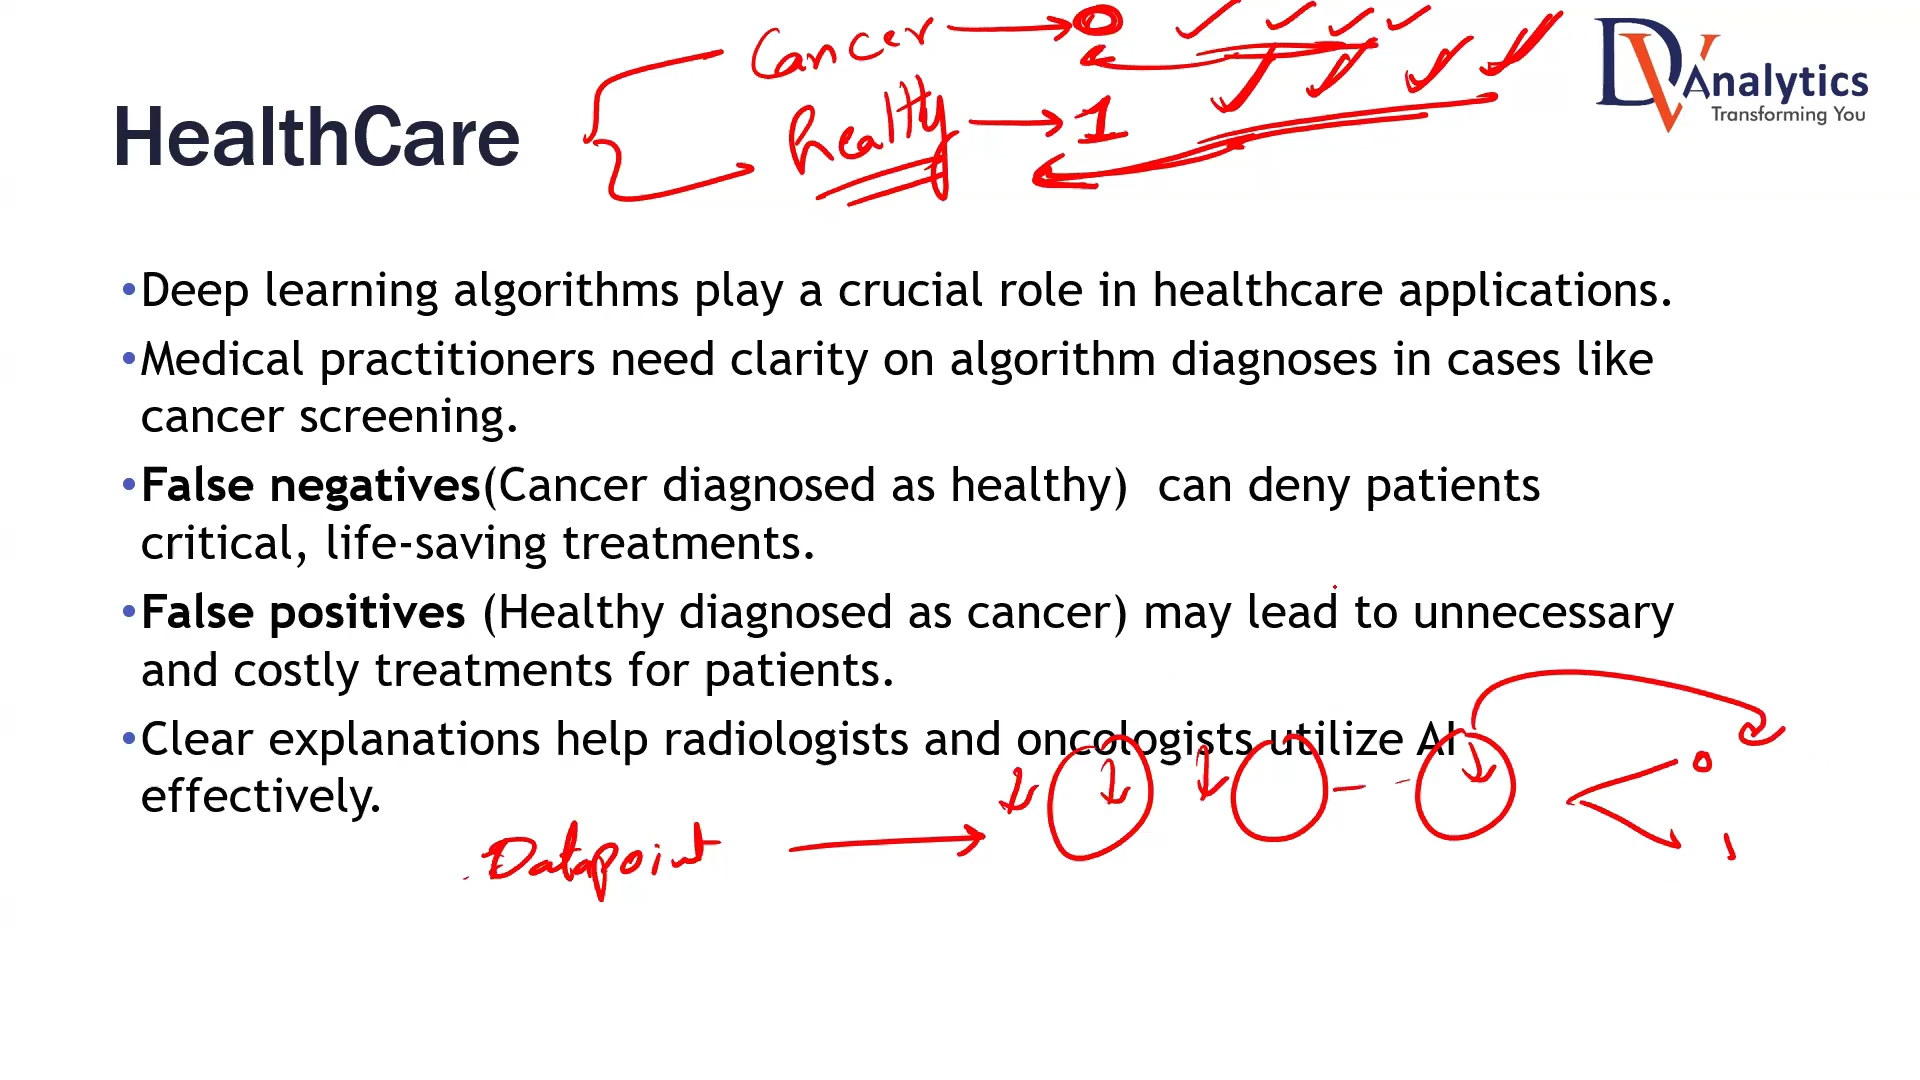 Cancer → 0
healthy → 1
DV Analytics
Transforming You
HealthCare
•Deep learning algorithms play a crucial role in healthcare applications.
•Medical practitioners need clarity on algorithm diagnoses in cases like
cancer screening.
•False negatives(Cancer diagnosed as healthy)  can deny patients
critical, life-saving treatments.
•False positives (Healthy diagnosed as cancer) may lead to unnecessary
and costly treatments for patients.
•Clear explanations help radiologists and oncologists utilize AI
effectively.
Datapoint
0
1